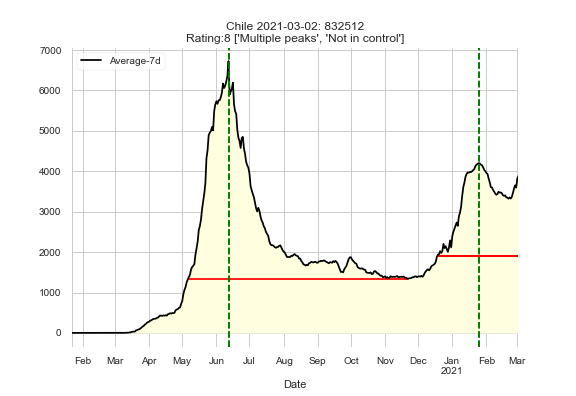 Chile 2021-03-02: 832512
Rating:8 ['Multiple peaks', 'Not in control']
Average-7d
7000
6000
5000
4000
3000
2000
1000
0
Feb Mar Apr May Jun Jul Aug Sep Oct Nov Dec Jan Feb Mar
2021
Date